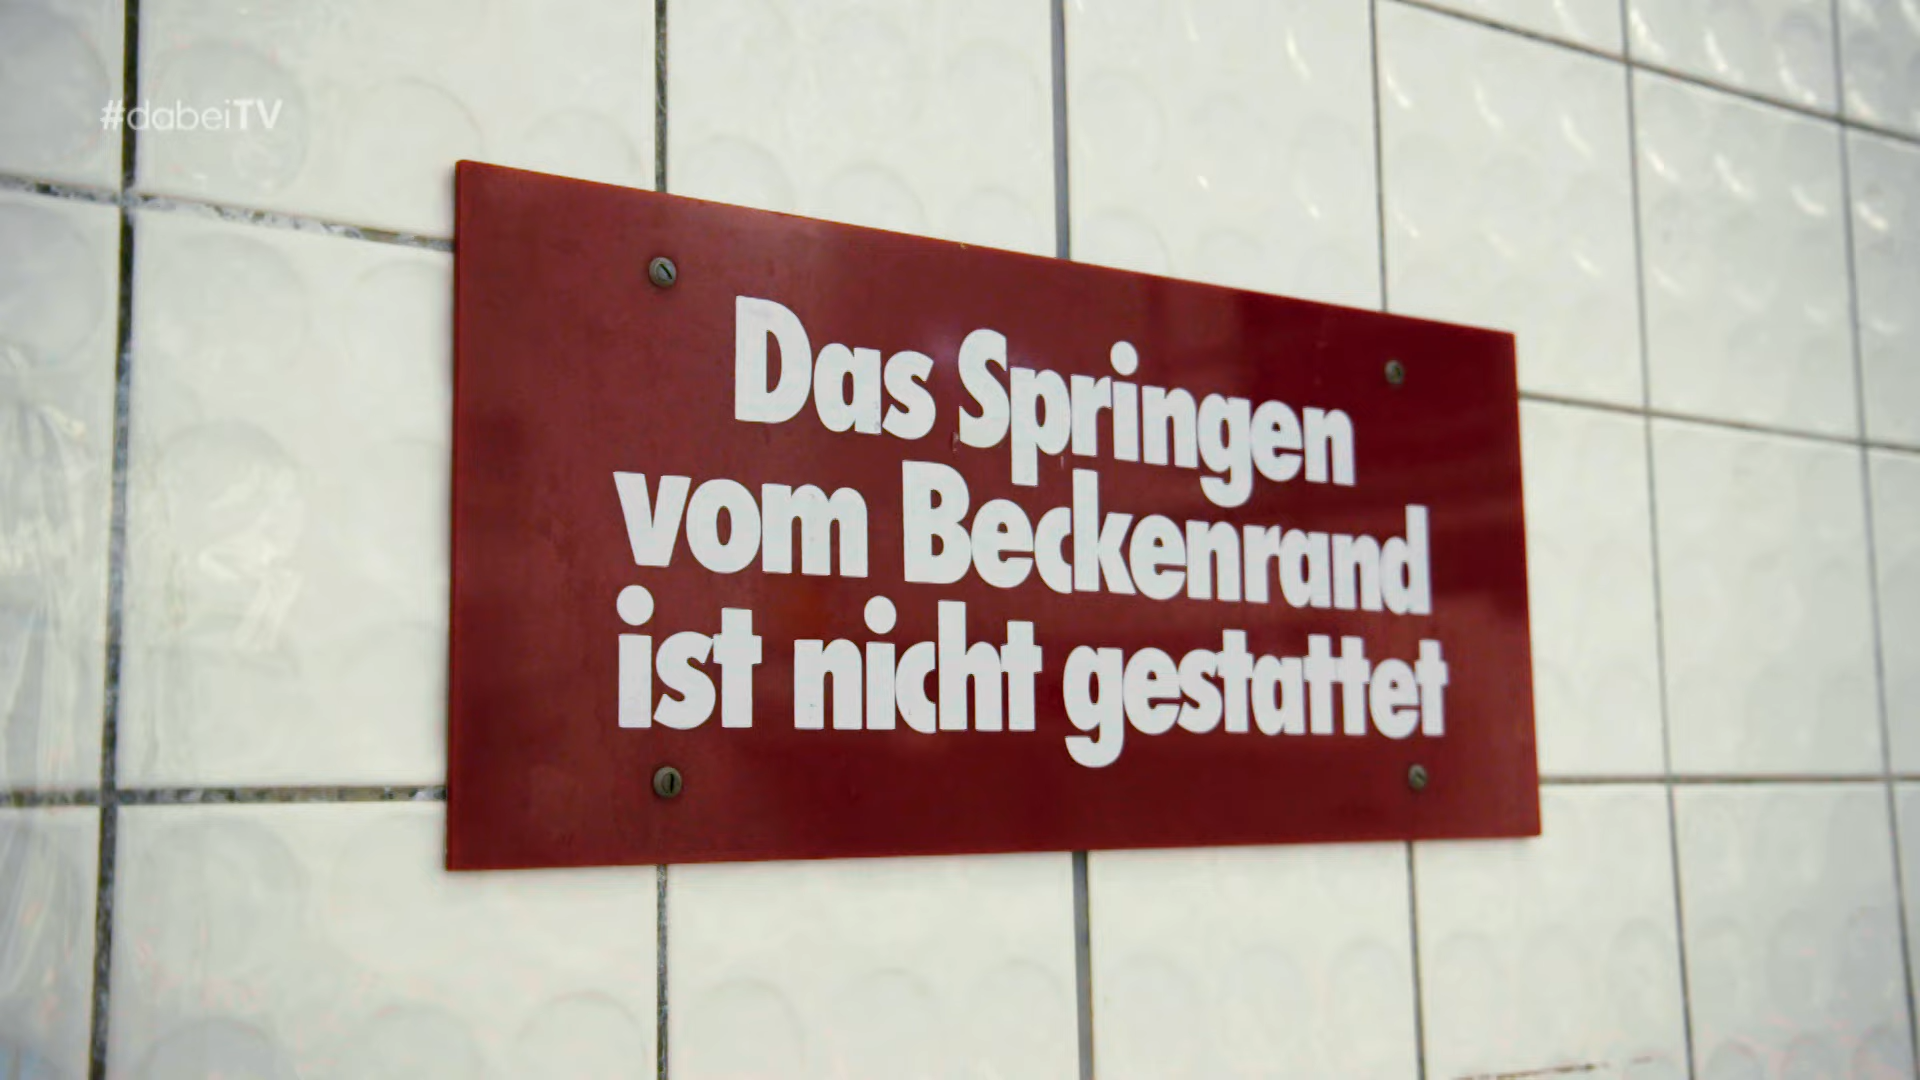 #dabeiTV
Das Springen
vom Beckenrand
ist nicht gestattet